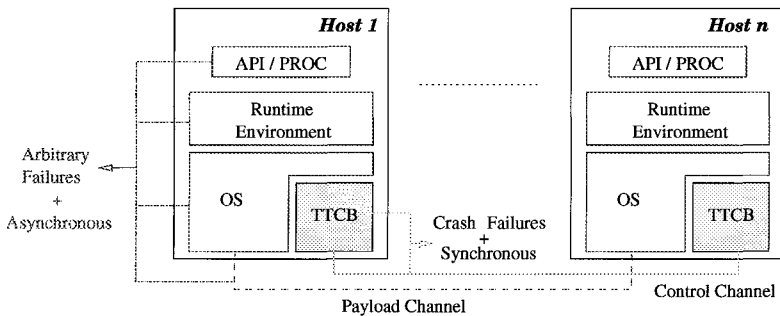 Host 1
Host n
API / PROC
API / PROC
Runtime
Environment
Runtime
Environment
Arbitrary
Failures
+
Asynchronous
OS
TTCB
Crash Failures
+
Synchronous
OS
TTCB
Payload Channel
Control Channel